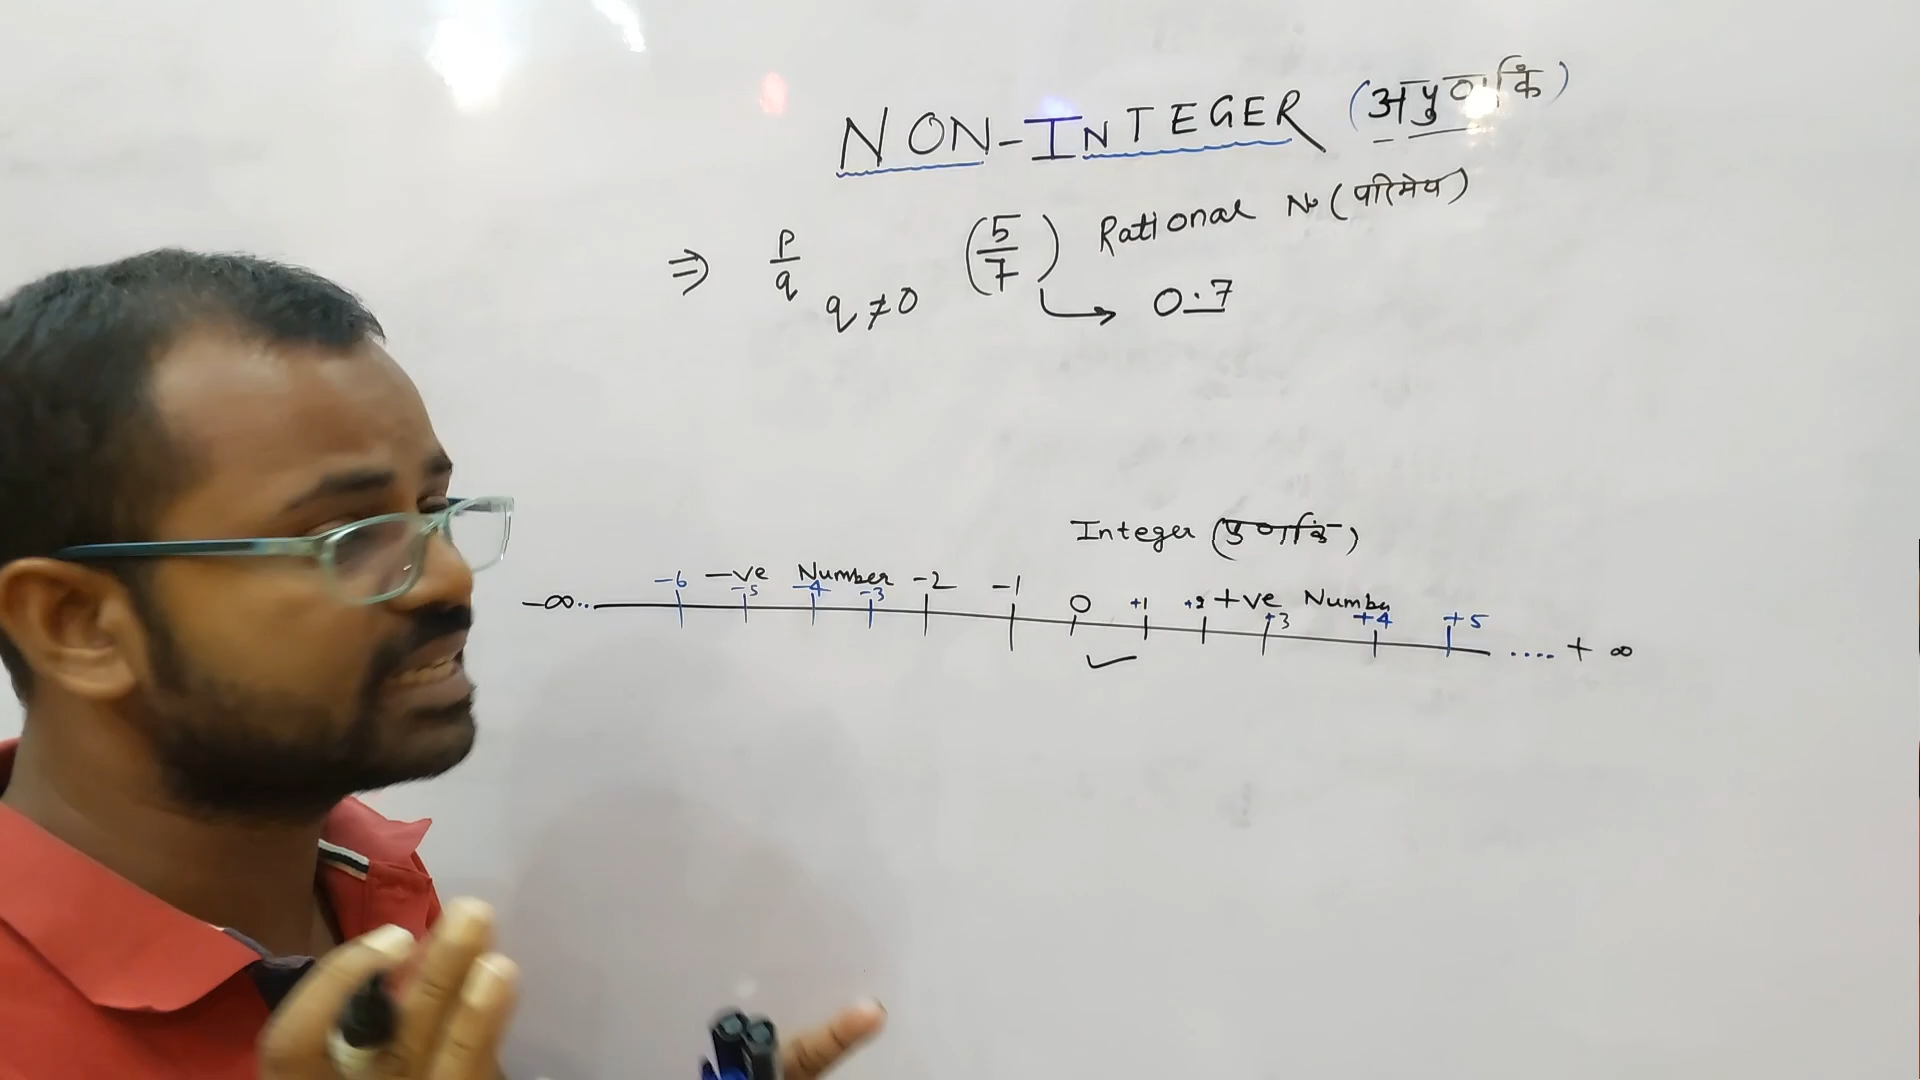 NON-INTEGER (अपुर्णांक)
⇒ p/q q≠0 (5/7) Rational No (परिमेय)
→ 0.7
Integer (पुर्णांक)
-∞.. -6 -5 -4 -3 -2 -1 0 +1 +2 +3 +4 +5 .... + ∞
-ve Number +ve Number